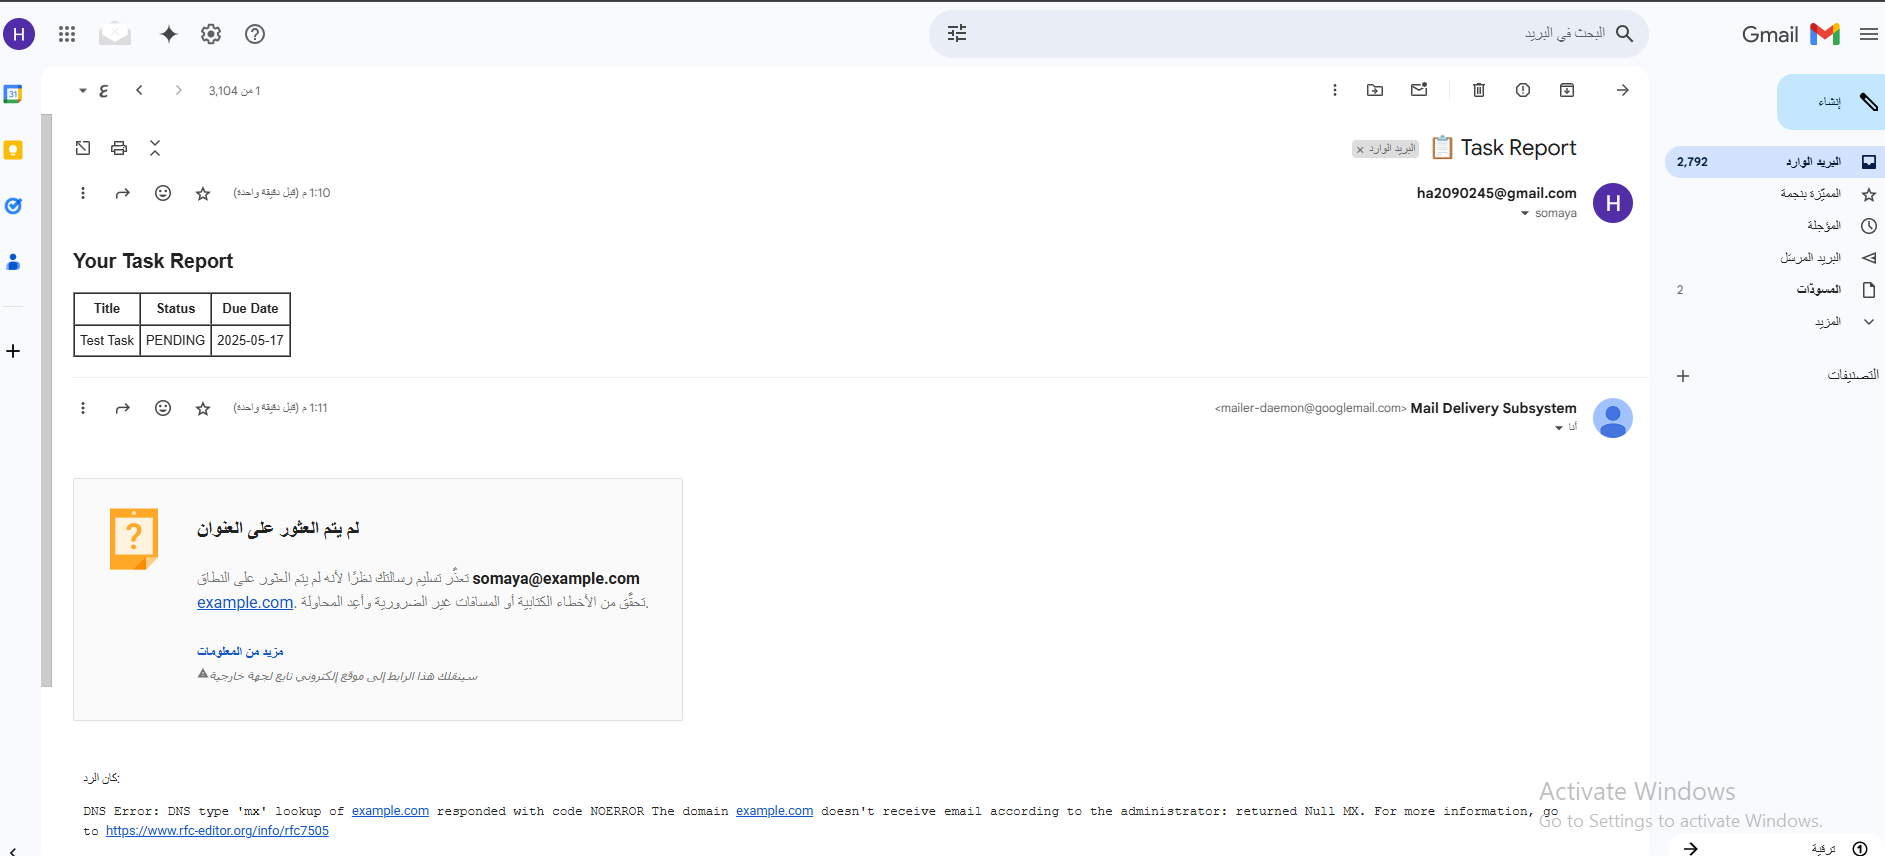 Gmail
البحث في البريد
H
إنشاء
البريد الوارد 2,792
المميّزة بنجمة
المؤجلة
البريد المرسَل
المسودّات 2
المزيد
التصنيفات
31
1 من 3,104
ع
📋 Task Report
البريد الوارد ×
H
ha2090245@gmail.com
1:10 م (قبل دقيقة واحدة)
somaya
Your Task Report
Title Status Due Date
Test Task PENDING 2025-05-17
Mail Delivery Subsystem <mailer-daemon@googlemail.com>
1:11 م (قبل دقيقة واحدة)
أنا
لم يتم العثور على العنوان
تعذَّر تسليم رسالتك نظرًا لأنه لم يتم العثور على النطاق somaya@example.com
example.com. تحقَّق من الأخطاء الكتابية أو المسافات غير الضرورية وأعِد المحاولة.
مزيد من المعلومات
سينقلك هذا الرابط إلى موقع إلكتروني تابع لجهة خارجية
كان الرد:
DNS Error: DNS type 'mx' lookup of example.com responded with code NOERROR The domain example.com doesn't receive email according to the administrator: returned Null MX. For more information, go
to https://www.rfc-editor.org/info/rfc7505
Activate Windows
Go to Settings to activate Windows.
ترقية